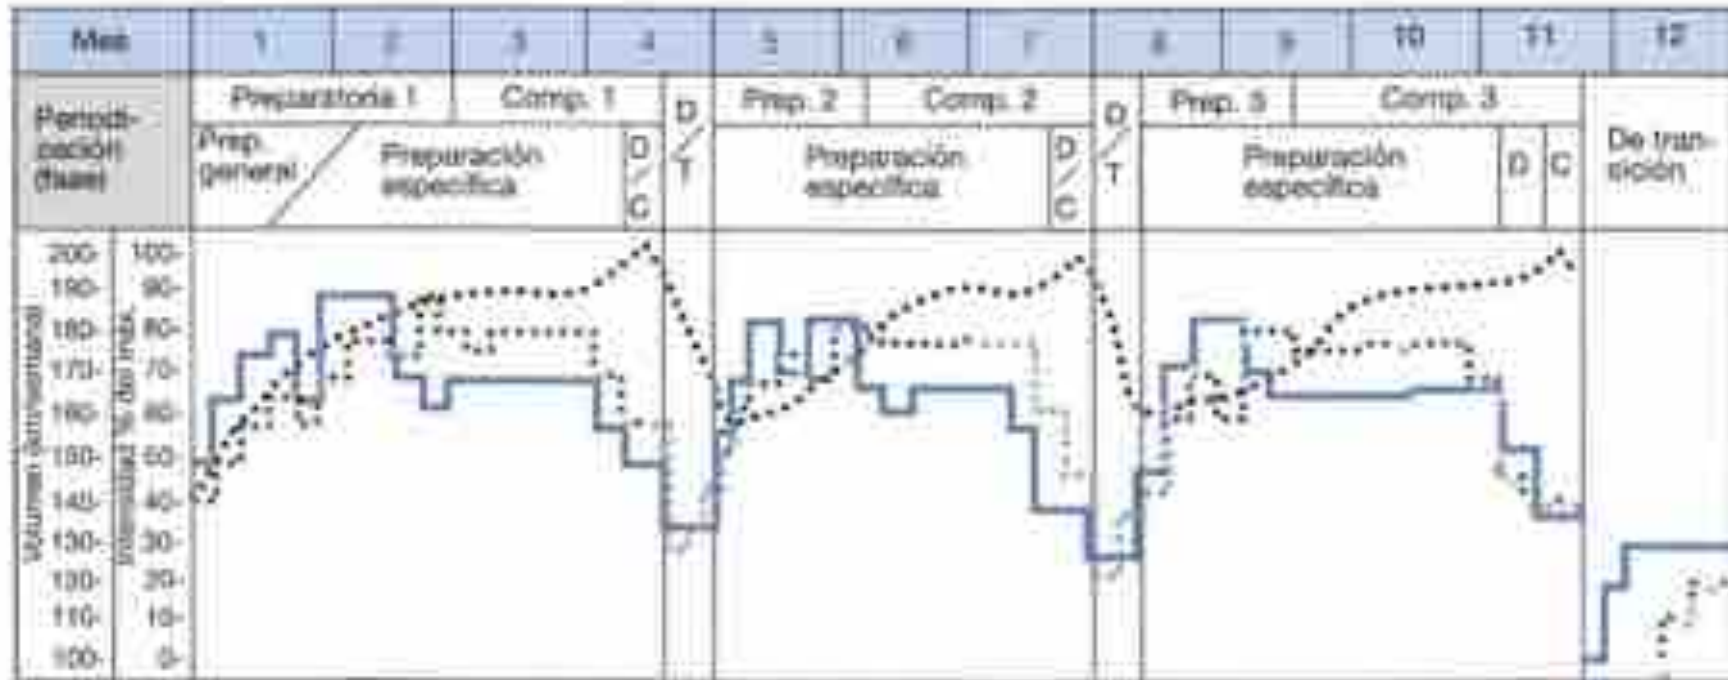 Mes 1 2 3 4 5 6 7 8 9 10 11 12
Periodi-
zación
(fase)
Preparatoria 1 Comp. 1 D/T Prep. 2 Comp. 2 D/T Prep. 3 Comp. 3 De tran-
sición
Prep.
general
Preparación
específica
D/C
Preparación
específica
D/C
Preparación
específica
D C
Volumen (km/semana)
200-
190-
180-
170-
160-
150-
140-
130-
110-
100-
Intensidad % del máx.
100-
90-
80-
70-
60-
50-
40-
30-
20-
10-
0-